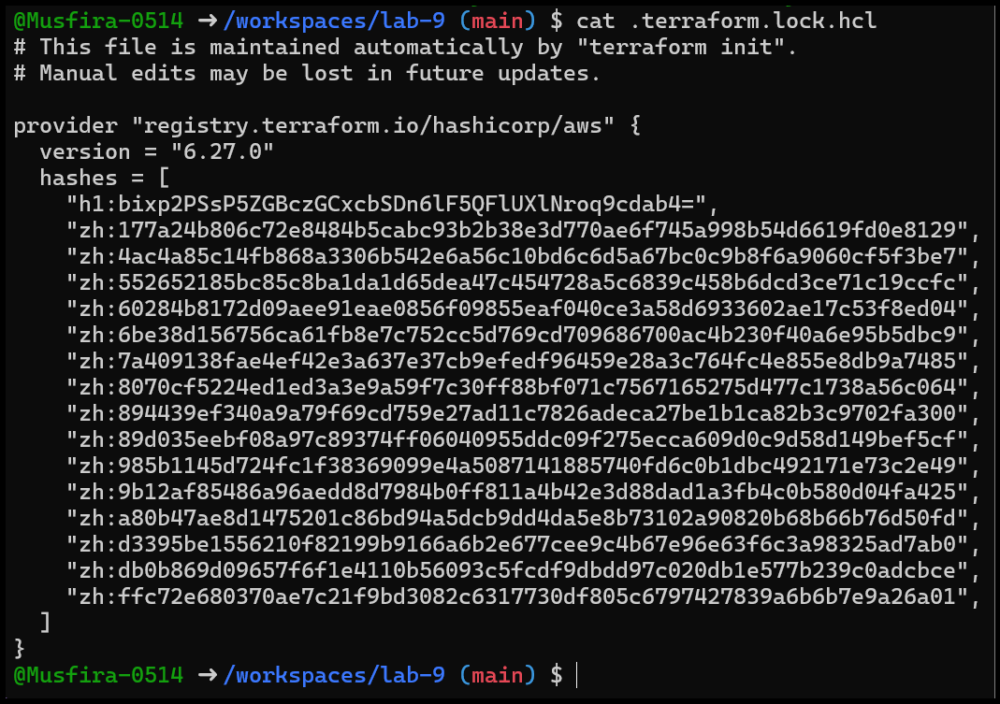 @Musfira-0514 ➜ /workspaces/lab-9 (main) $ cat .terraform.lock.hcl
# This file is maintained automatically by "terraform init".
# Manual edits may be lost in future updates.

provider "registry.terraform.io/hashicorp/aws" {
  version = "6.27.0"
  hashes = [
    "h1:bixp2PSsP5ZGBczGCxcbSDn6lF5QFlUXlNroq9cdab4=",
    "zh:177a24b806c72e8484b5cabc93b2b38e3d770ae6f745a998b54d6619fd0e8129",
    "zh:4ac4a85c14fb868a3306b542e6a56c10bd6c6d5a67bc0c9b8f6a9060cf5f3be7",
    "zh:552652185bc85c8ba1da1d65dea47c454728a5c6839c458b6dcd3ce71c19ccfc",
    "zh:60284b8172d09aee91eae0856f09855eaf040ce3a58d6933602ae17c53f8ed04",
    "zh:6be38d156756ca61fb8e7c752cc5d769cd709686700ac4b230f40a6e95b5dbc9",
    "zh:7a409138fae4ef42e3a637e37cb9efedf96459e28a3c764fc4e855e8db9a7485",
    "zh:8070cf5224ed1ed3a3e9a59f7c30ff88bf071c7567165275d477c1738a56c064",
    "zh:894439ef340a9a79f69cd759e27ad11c7826adeca27be1b1ca82b3c9702fa300",
    "zh:89d035eebf08a97c89374ff06040955ddc09f275ecca609d0c9d58d149bef5cf",
    "zh:985b1145d724fc1f38369099e4a5087141885740fd6c0b1dbc492171e73c2e49",
    "zh:9b12af85486a96aedd8d7984b0ff811a4b42e3d88dad1a3fb4c0b580d04fa425",
    "zh:a80b47ae8d1475201c86bd94a5dcb9dd4da5e8b73102a90820b68b66b76d50fd",
    "zh:d3395be1556210f82199b9166a6b2e677cee9c4b67e96e63f6c3a98325ad7ab0",
    "zh:db0b869d09657f6f1e4110b56093c5fcdf9dbdd97c020db1e577b239c0adcbce",
    "zh:ffc72e680370ae7c21f9bd3082c6317730df805c6797427839a6b6b7e9a26a01",
  ]
}
@Musfira-0514 ➜ /workspaces/lab-9 (main) $